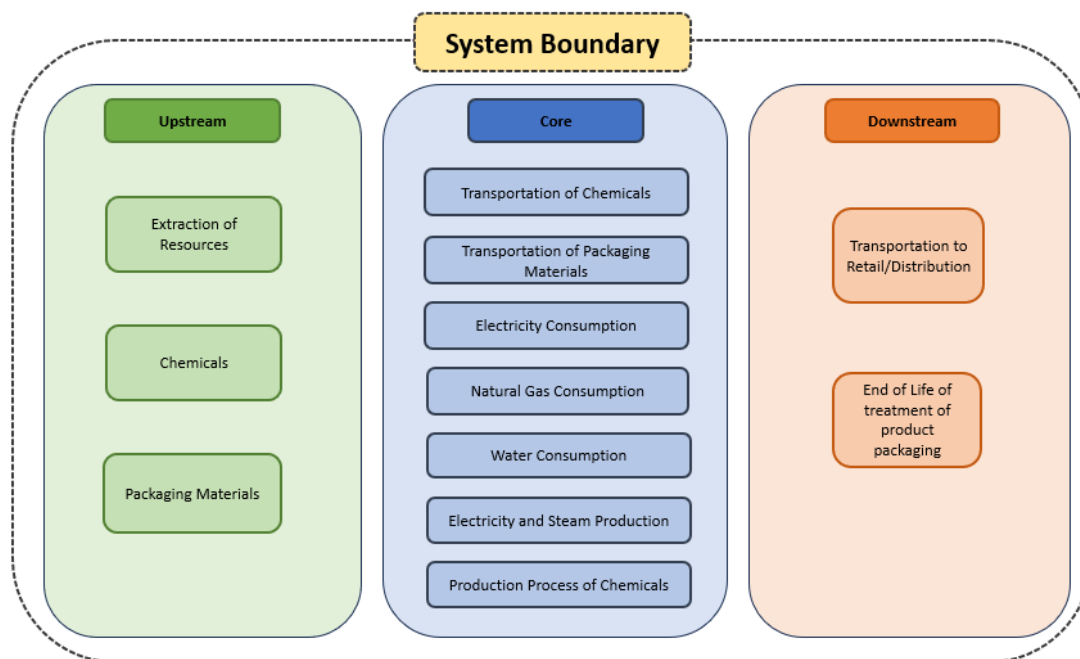 System Boundary
Upstream
Extraction of
Resources
Chemicals
Packaging Materials
Core
Transportation of Chemicals
Transportation of Packaging
Materials
Electricity Consumption
Natural Gas Consumption
Water Consumption
Electricity and Steam Production
Production Process of Chemicals
Downstream
Transportation to
Retail/Distribution
End of Life of
treatment of
product
packaging